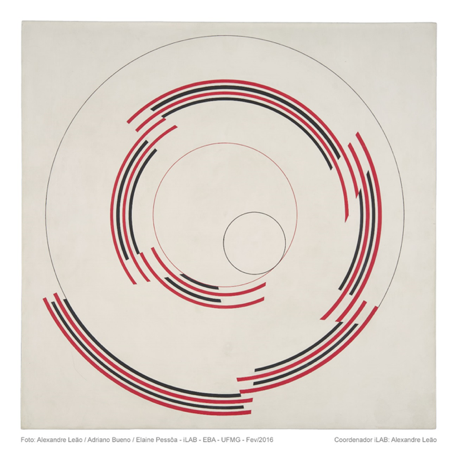 Foto: Alexandre Leão / Adriano Bueno / Elaine Pessôa - iLAB - EBA - UFMG - Fev/2016
Coordenador iLAB: Alexandre Leão